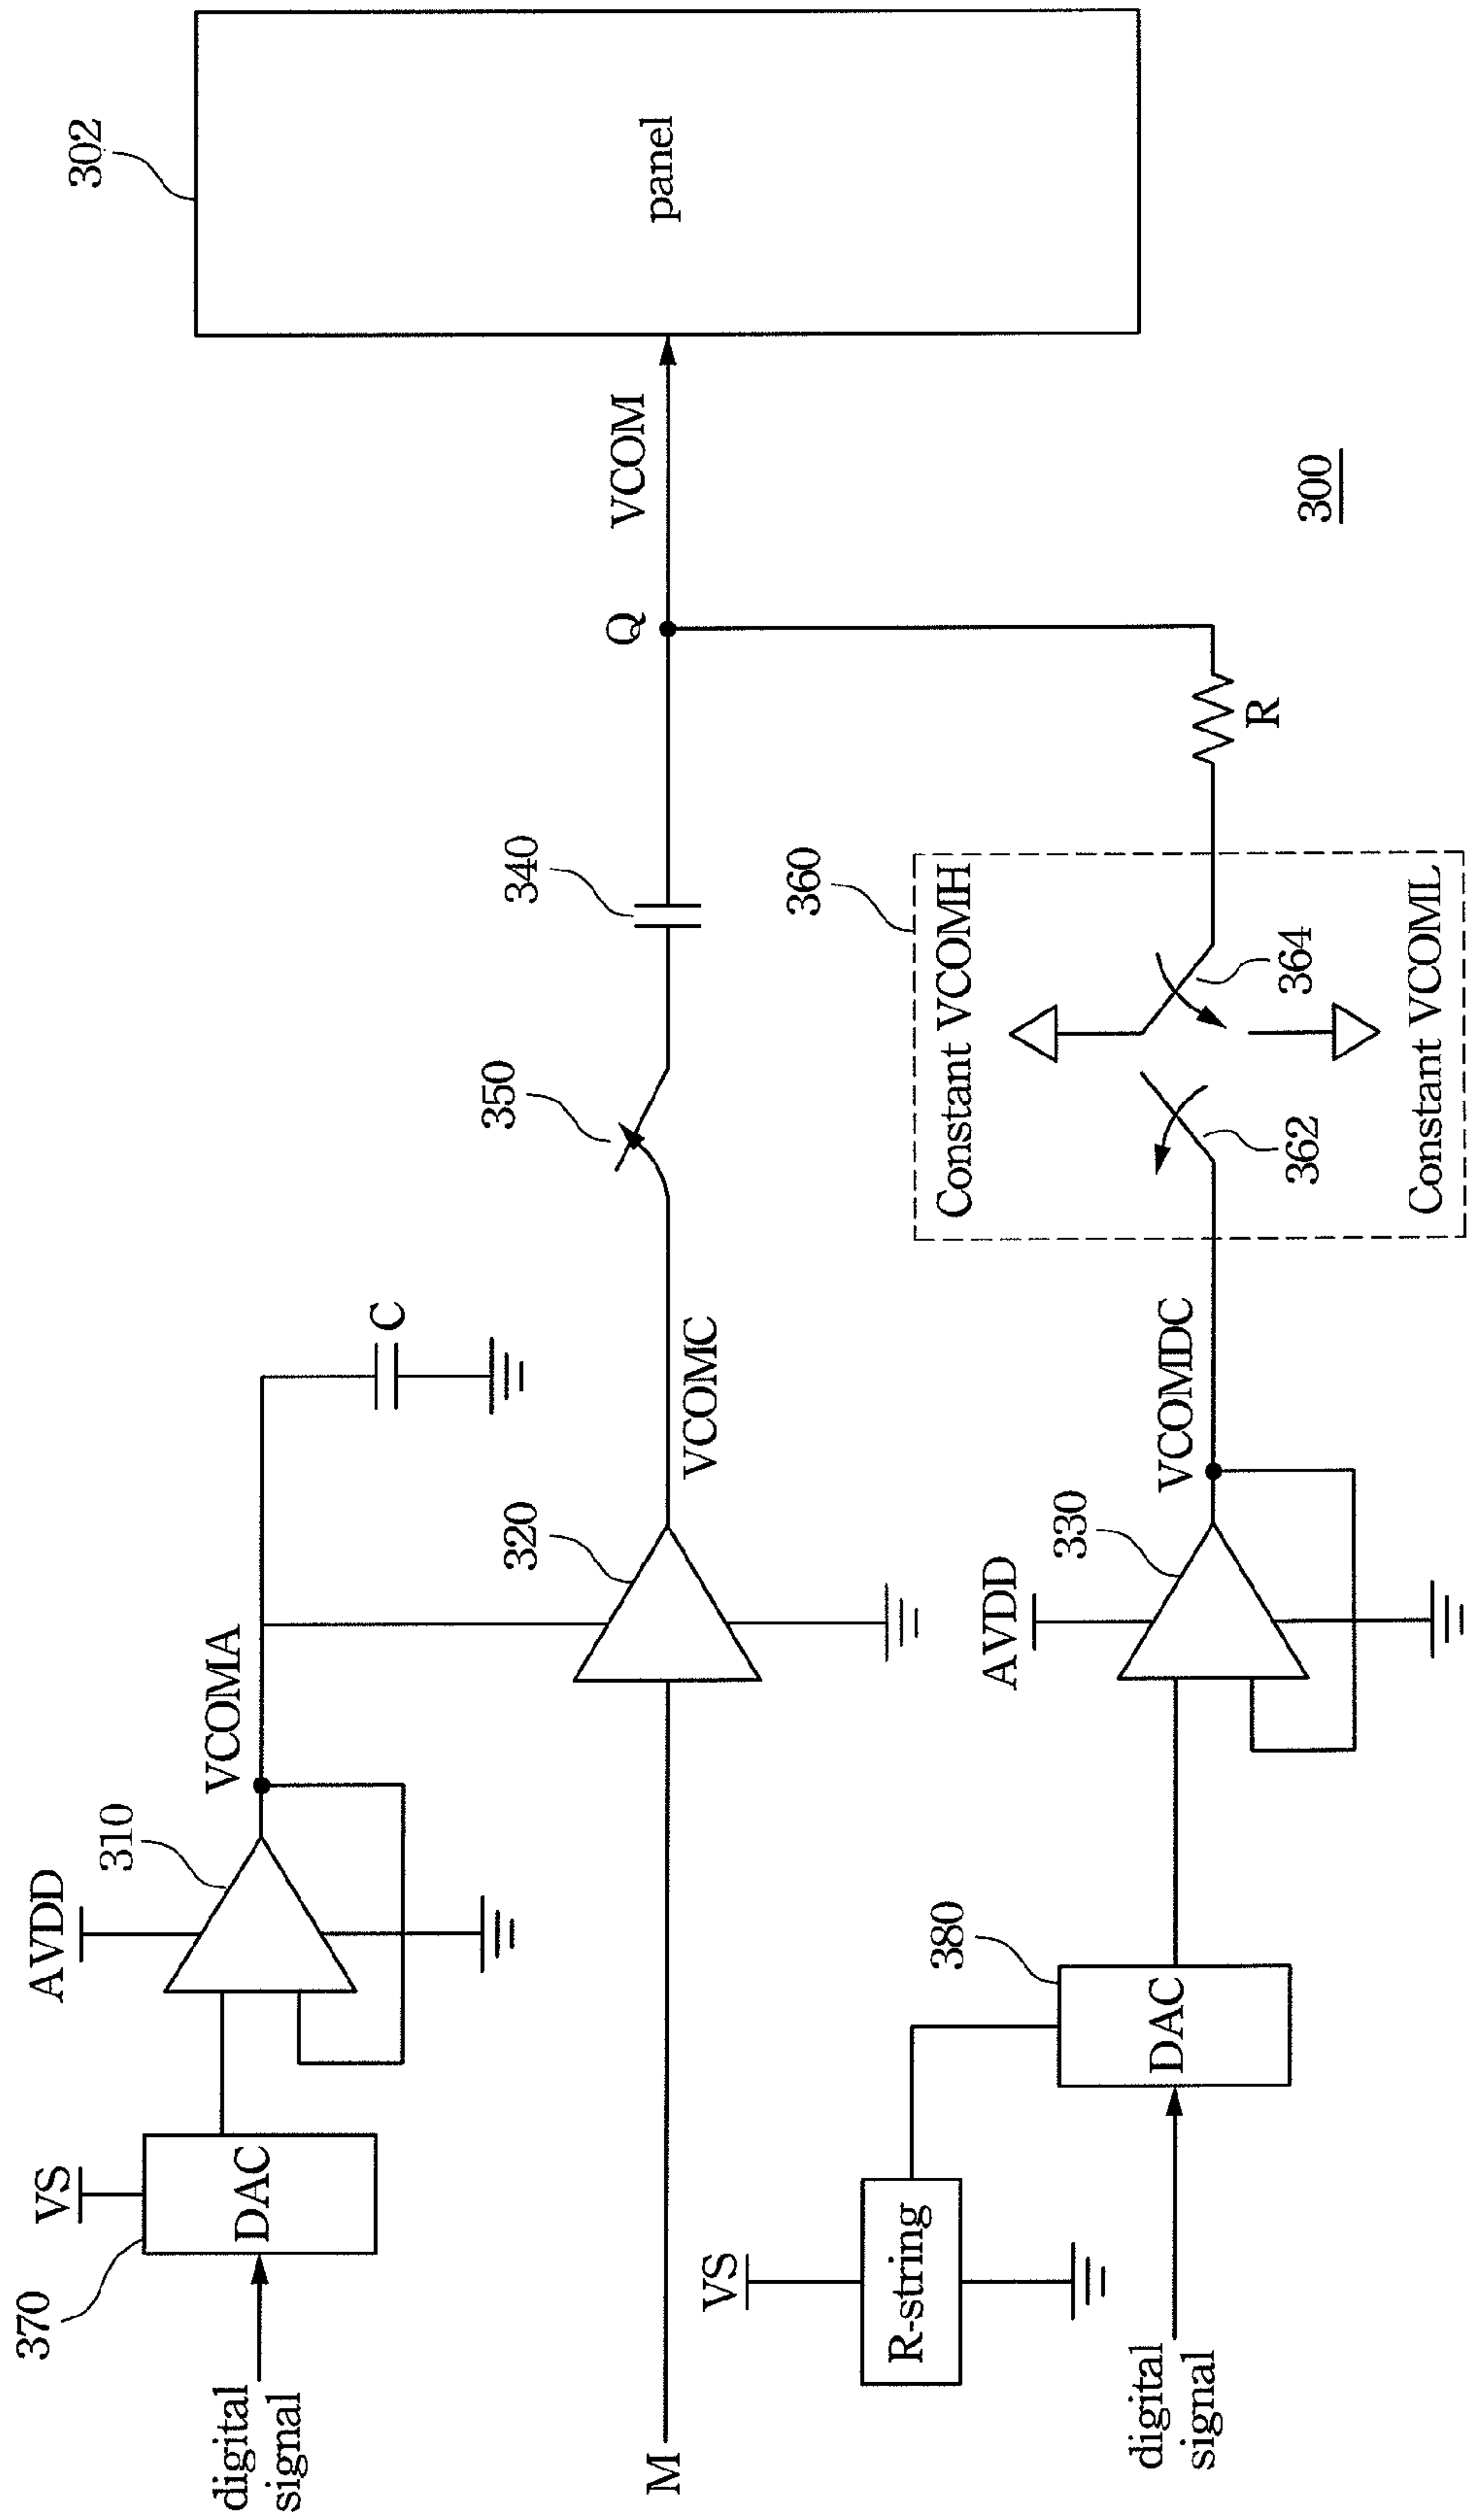 370
VS
DAC
digital
signal
AVDD
310
VCOMA
C
M
320
VCOMC
350
340
Q
VCOM
302
panel
VS
R-string
380
DAC
digital
signal
AVDD
330
VCOMDC
360
Constant VCOMH
362
364
Constant VCOML
R
300